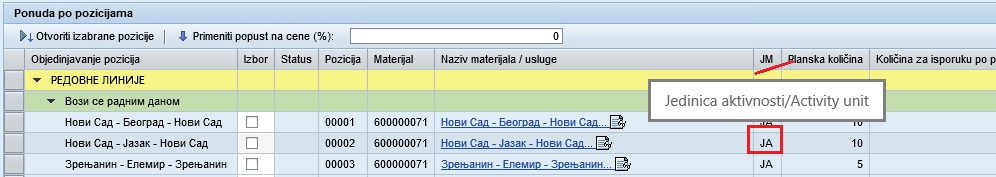 Ponuda po pozicijama
Otvoriti izabrane pozicije Primeniti popust na cene (%): 0
Objedinjavanje pozicija Izbor Status Pozicija Materijal Naziv materijala / usluge JM Planska količina Količina za isporuku po p
РЕДОВНЕ ЛИНИЈЕ
Вози се радним даном
Jedinica aktivnosti/Activity unit
Нови Сад - Београд - Нови Сад 00001 600000071 Нови Сад - Београд - Нови Сад... JA 10
Нови Сад - Јазак - Нови Сад 00002 600000071 Нови Сад - Јазак - Нови Сад... JA 10
Зрењанин - Елемир - Зрењанин 00003 600000071 Зрењанин - Елемир - Зрењанин... JA 5